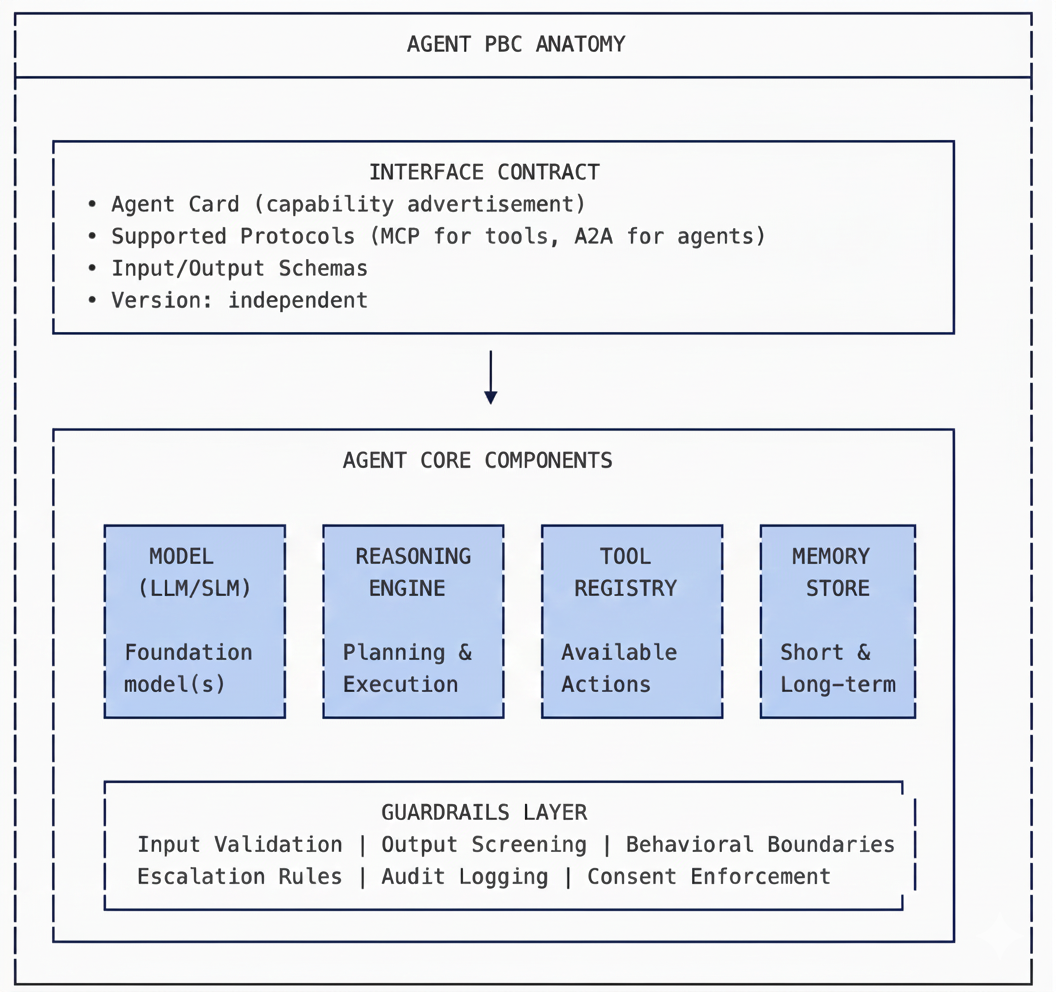 AGENT PBC ANATOMY
INTERFACE CONTRACT
• Agent Card (capability advertisement)
• Supported Protocols (MCP for tools, A2A for agents)
• Input/Output Schemas
• Version: independent
AGENT CORE COMPONENTS
MODEL
(LLM/SLM)
Foundation
model(s)
REASONING
ENGINE
Planning &
Execution
TOOL
REGISTRY
Available
Actions
MEMORY
STORE
Short &
Long-term
GUARDRAILS LAYER
Input Validation | Output Screening | Behavioral Boundaries
Escalation Rules | Audit Logging | Consent Enforcement